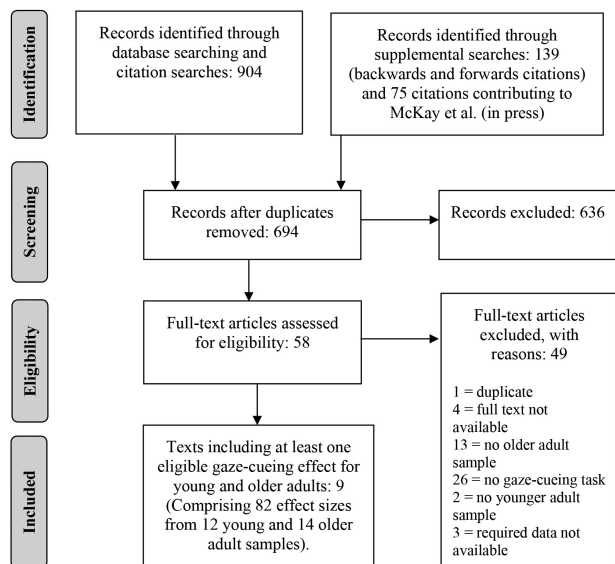 Identification
Records identified through
database searching and
citation searches: 904
Records identified through
supplemental searches: 139
(backwards and forwards citations)
and 75 citations contributing to
McKay et al. (in press)
Screening
Records after duplicates
removed: 694
Records excluded: 636
Eligibility
Full-text articles assessed
for eligibility: 58
Full-text articles
excluded, with
reasons: 49
1 = duplicate
4 = full text not
available
13 = no older adult
sample
26 = no gaze-cueing task
2 = no younger adult
sample
3 = required data not
available
Included
Texts including at least one
eligible gaze-cueing effect for
young and older adults: 9
(Comprising 82 effect sizes
from 12 young and 14 older
adult samples).